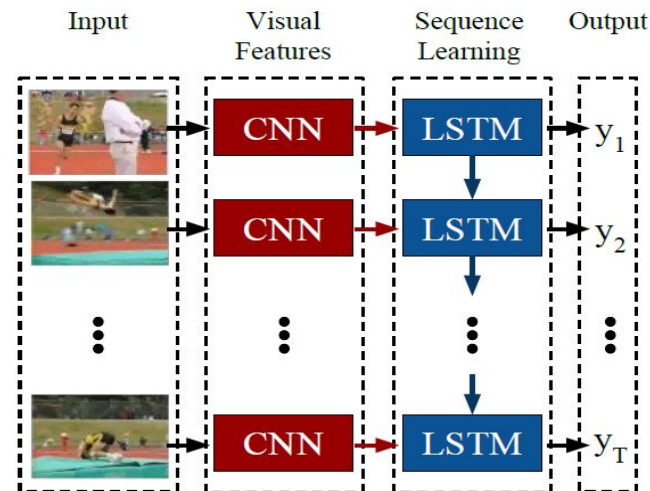 Input
Visual
Features
Sequence
Learning
Output
CNN
LSTM
y1
CNN
LSTM
y2
CNN
LSTM
yT